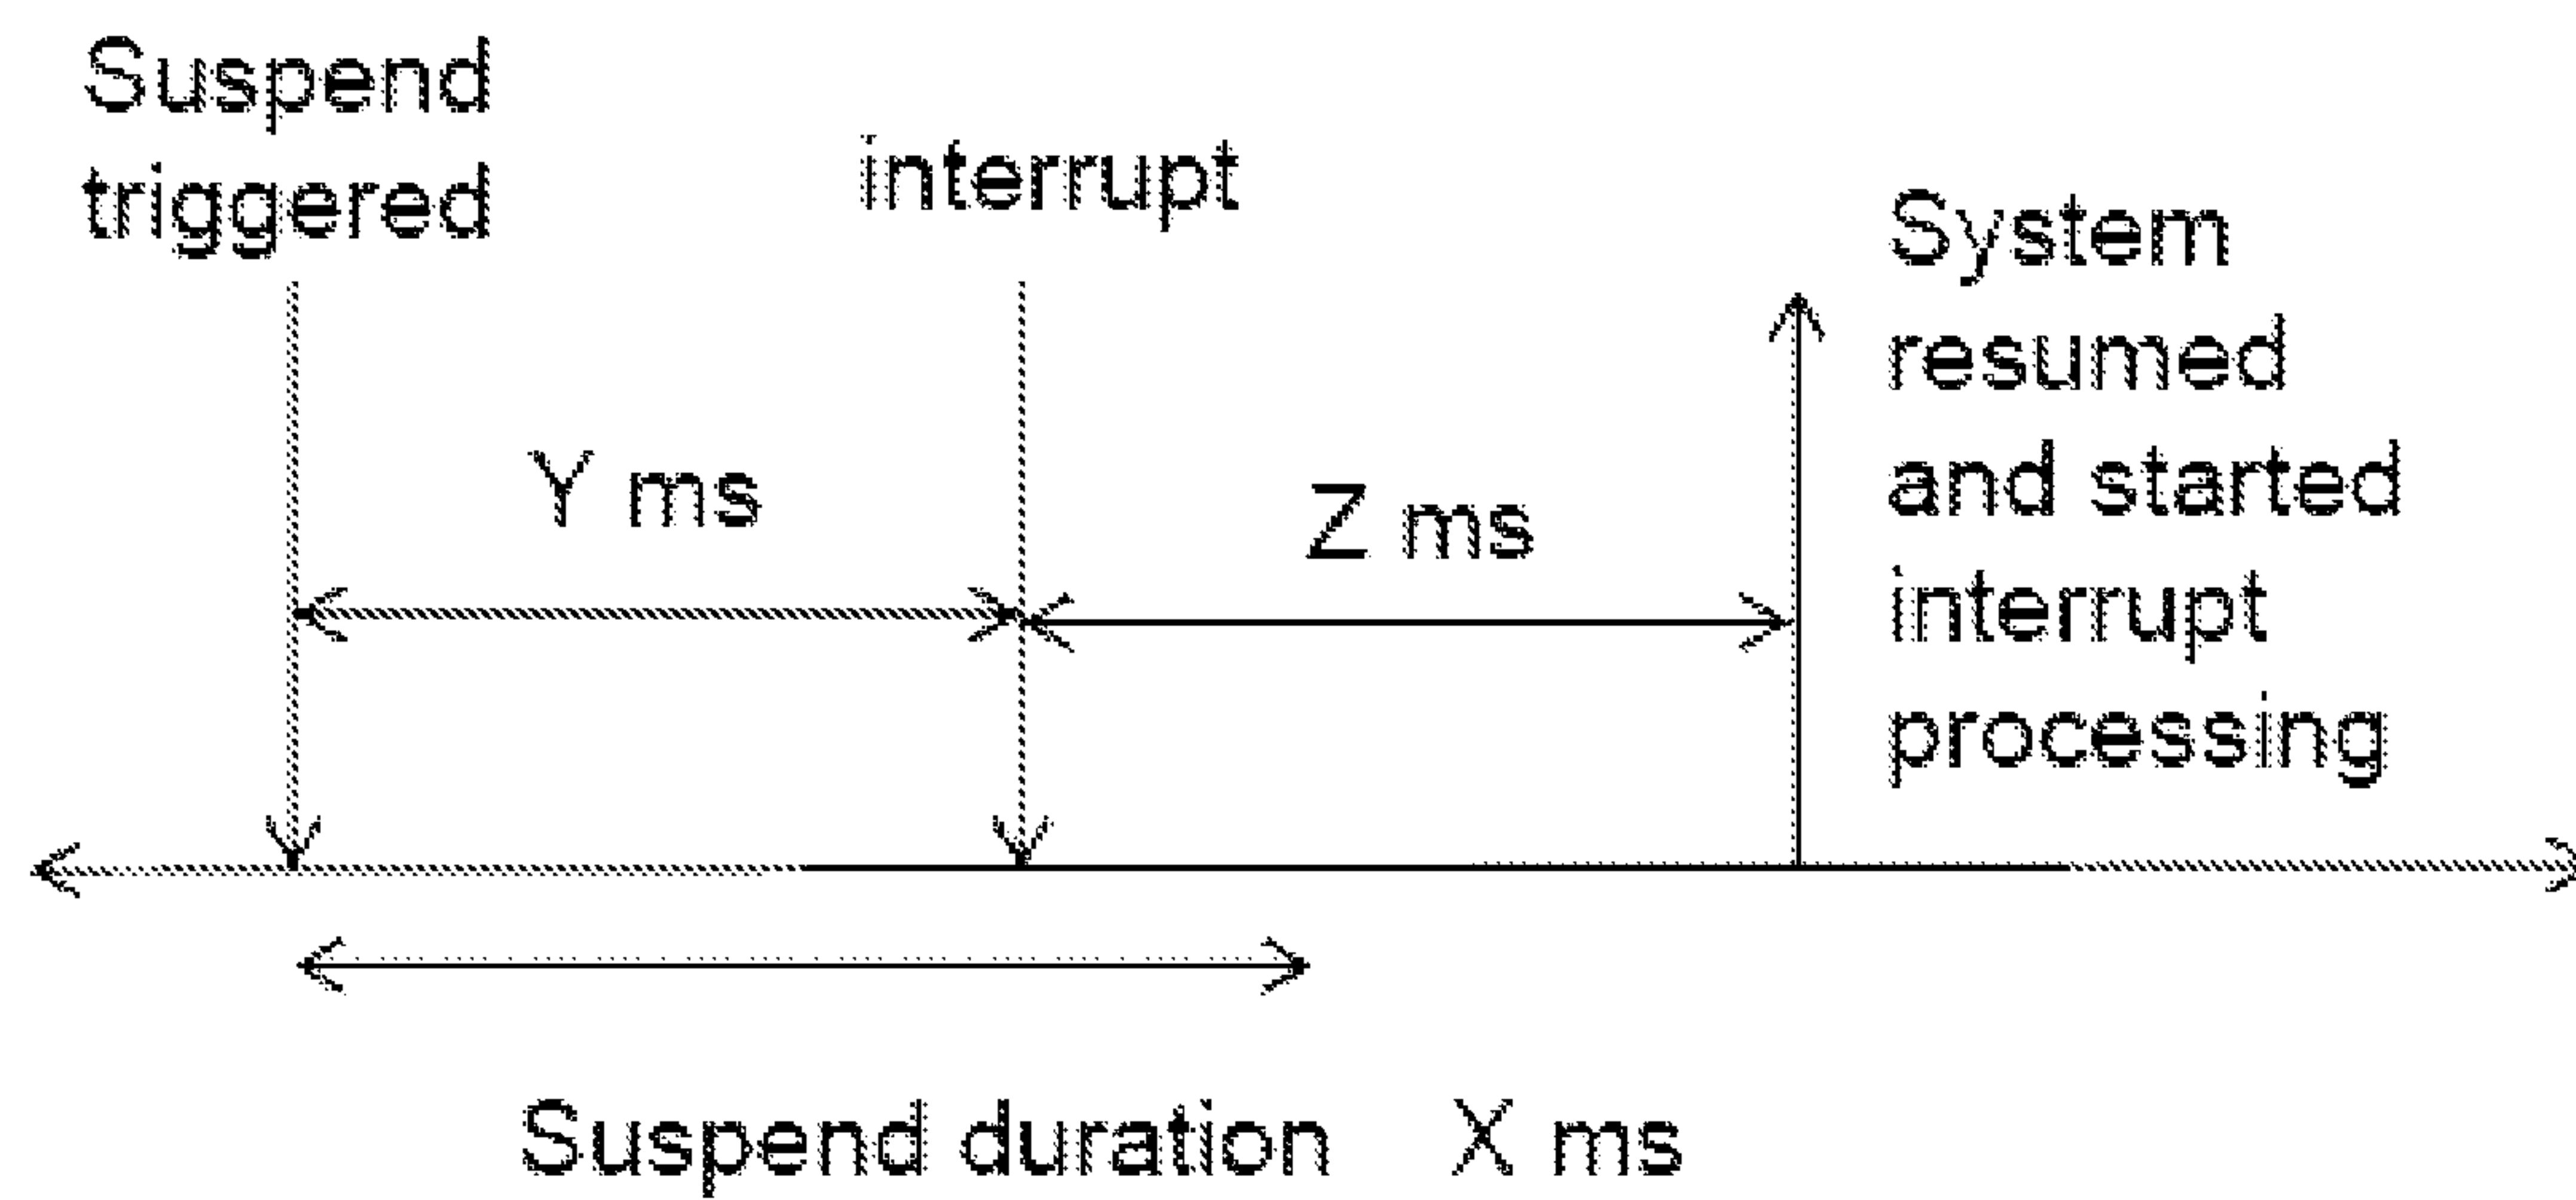 Suspend
triggered
interrupt
System
resumed
and started
interrupt
processing
Y ms
Z ms
Suspend duration X ms